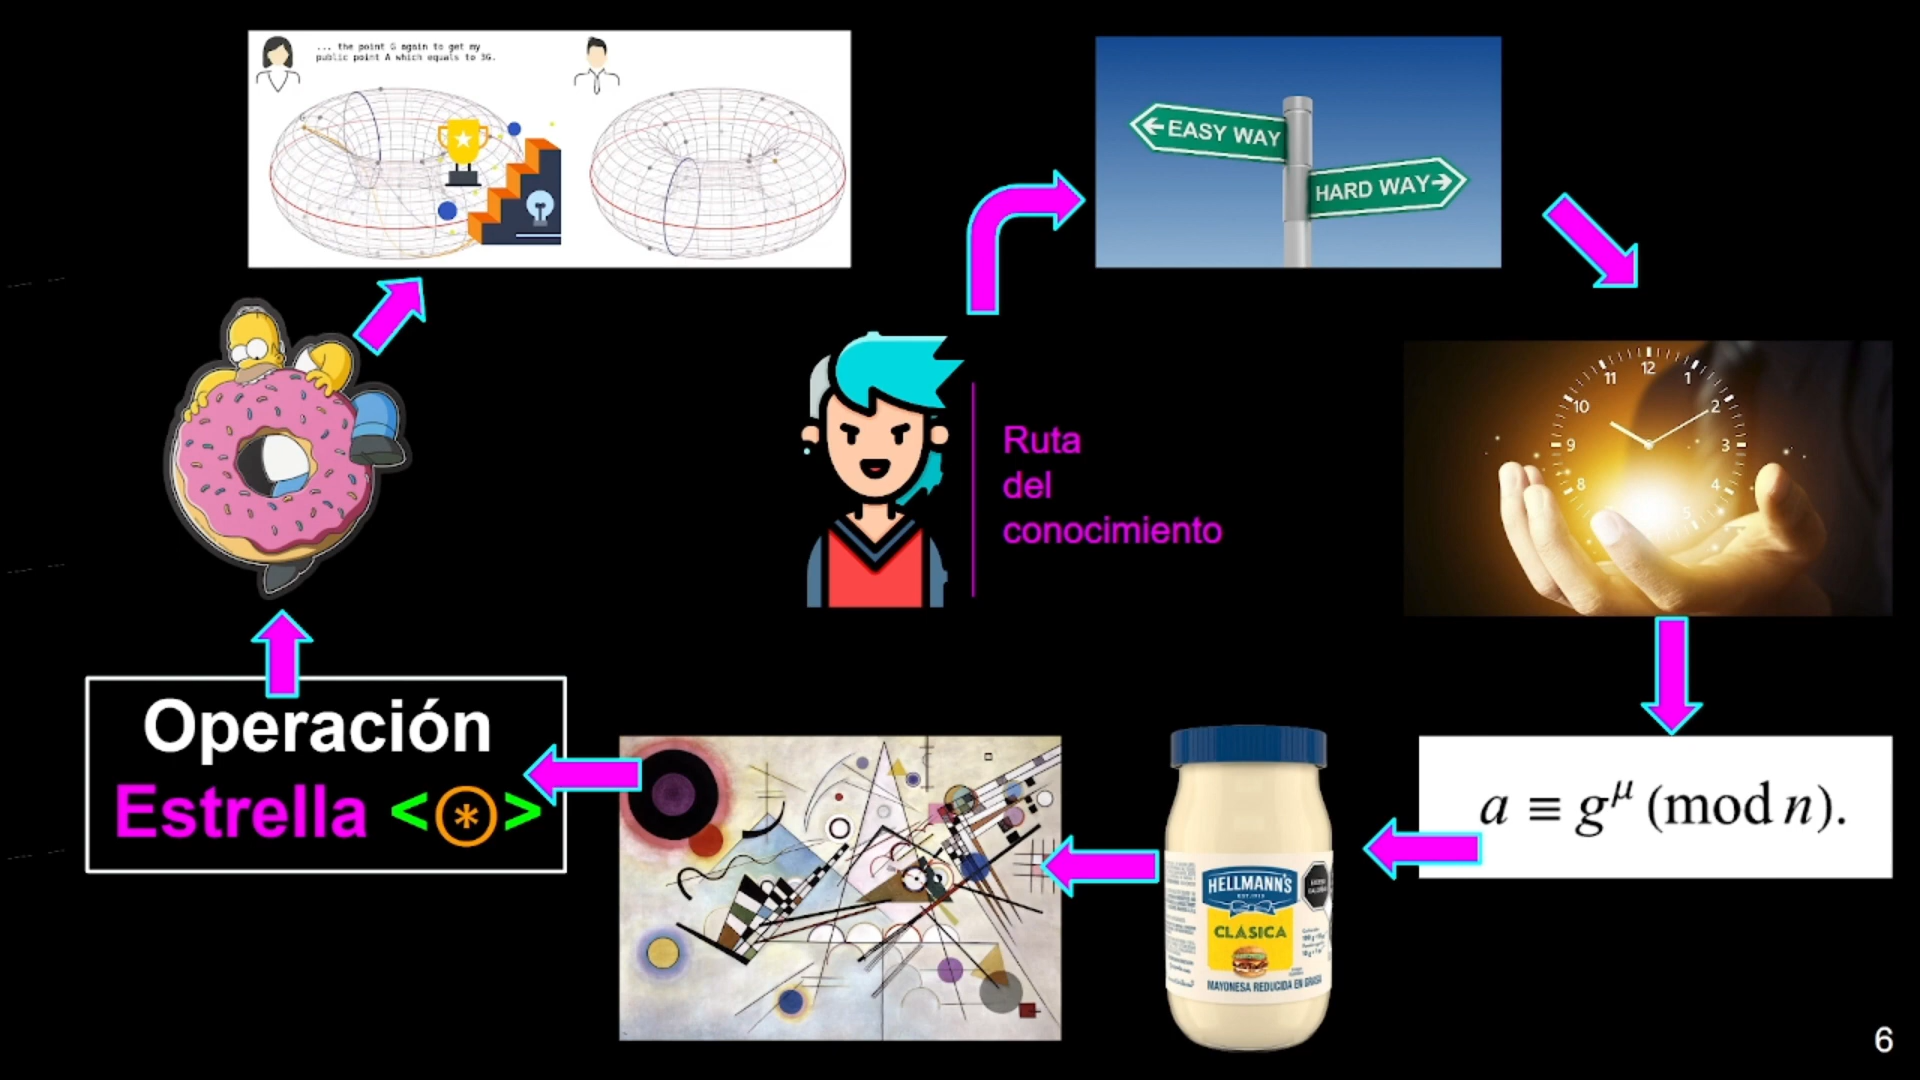 ... the point G again to get my
public point A which equals to 3G.
EASY WAY
HARD WAY
12
11
1
10
2
9
3
8
4
5
Ruta
del
conocimiento
Operación
Estrella <*>
HELLMANN'S
CLÁSICA
MAYONESA REDUCIDA EN GRASA
a ≡ g^μ (mod n).
6